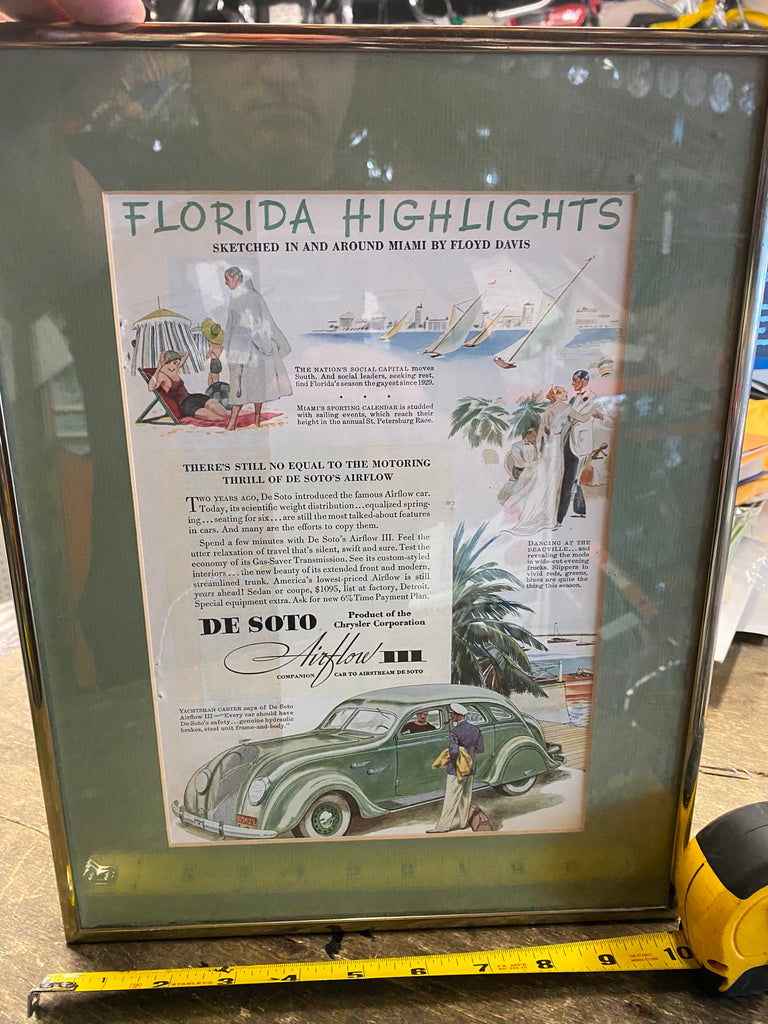 FLORIDA HIGHLIGHTS
SKETCHED IN AND AROUND MIAMI BY FLOYD DAVIS
THE NATION'S SOCIAL CAPITAL moves
South. And social leaders, seeking rest,
find Florida's season the gayest since 1929.
MIAMI'S SPORTING CALENDAR is studded
with sailing events, which reach their
height in the annual St. Petersburg Race.
THERE'S STILL NO EQUAL TO THE MOTORING
THRILL OF DE SOTO'S AIRFLOW
TWO YEARS AGO, De Soto introduced the famous Airflow car.
Today, its scientific weight distribution...equalized spring-
ing...seating for six...are still the most talked-about features
in cars. And many are the efforts to copy them.
Spend a few minutes with De Soto's Airflow III. Feel the
utter relaxation of travel that's silent, swift and sure. Test the
economy of its Gas-Saver Transmission. See its custom-styled
interiors...the new beauty of its extended front and modern,
streamlined trunk. America's lowest-priced Airflow is still
years ahead! Sedan or coupe, $1095, list at factory, Detroit.
Special equipment extra. Ask for new 6% Time Payment Plan.
DANCING AT THE
DEAUVILLE...and
revealing the mode
in wide-cut evening
frocks. Slippers in
vivid reds, greens,
blues are quite the
thing this season.
DE SOTO
Product of the
Chrysler Corporation
Airflow III
COMPANION CAR TO AIRSTREAM DE SOTO
YACHTSMAN CARTER says of De Soto
Airflow III—"Every car should have
De Soto's safety...genuine hydraulic
brakes, steel unit frame-and-body."
2 STANLEY 3 4 5 6 7 8 9 10